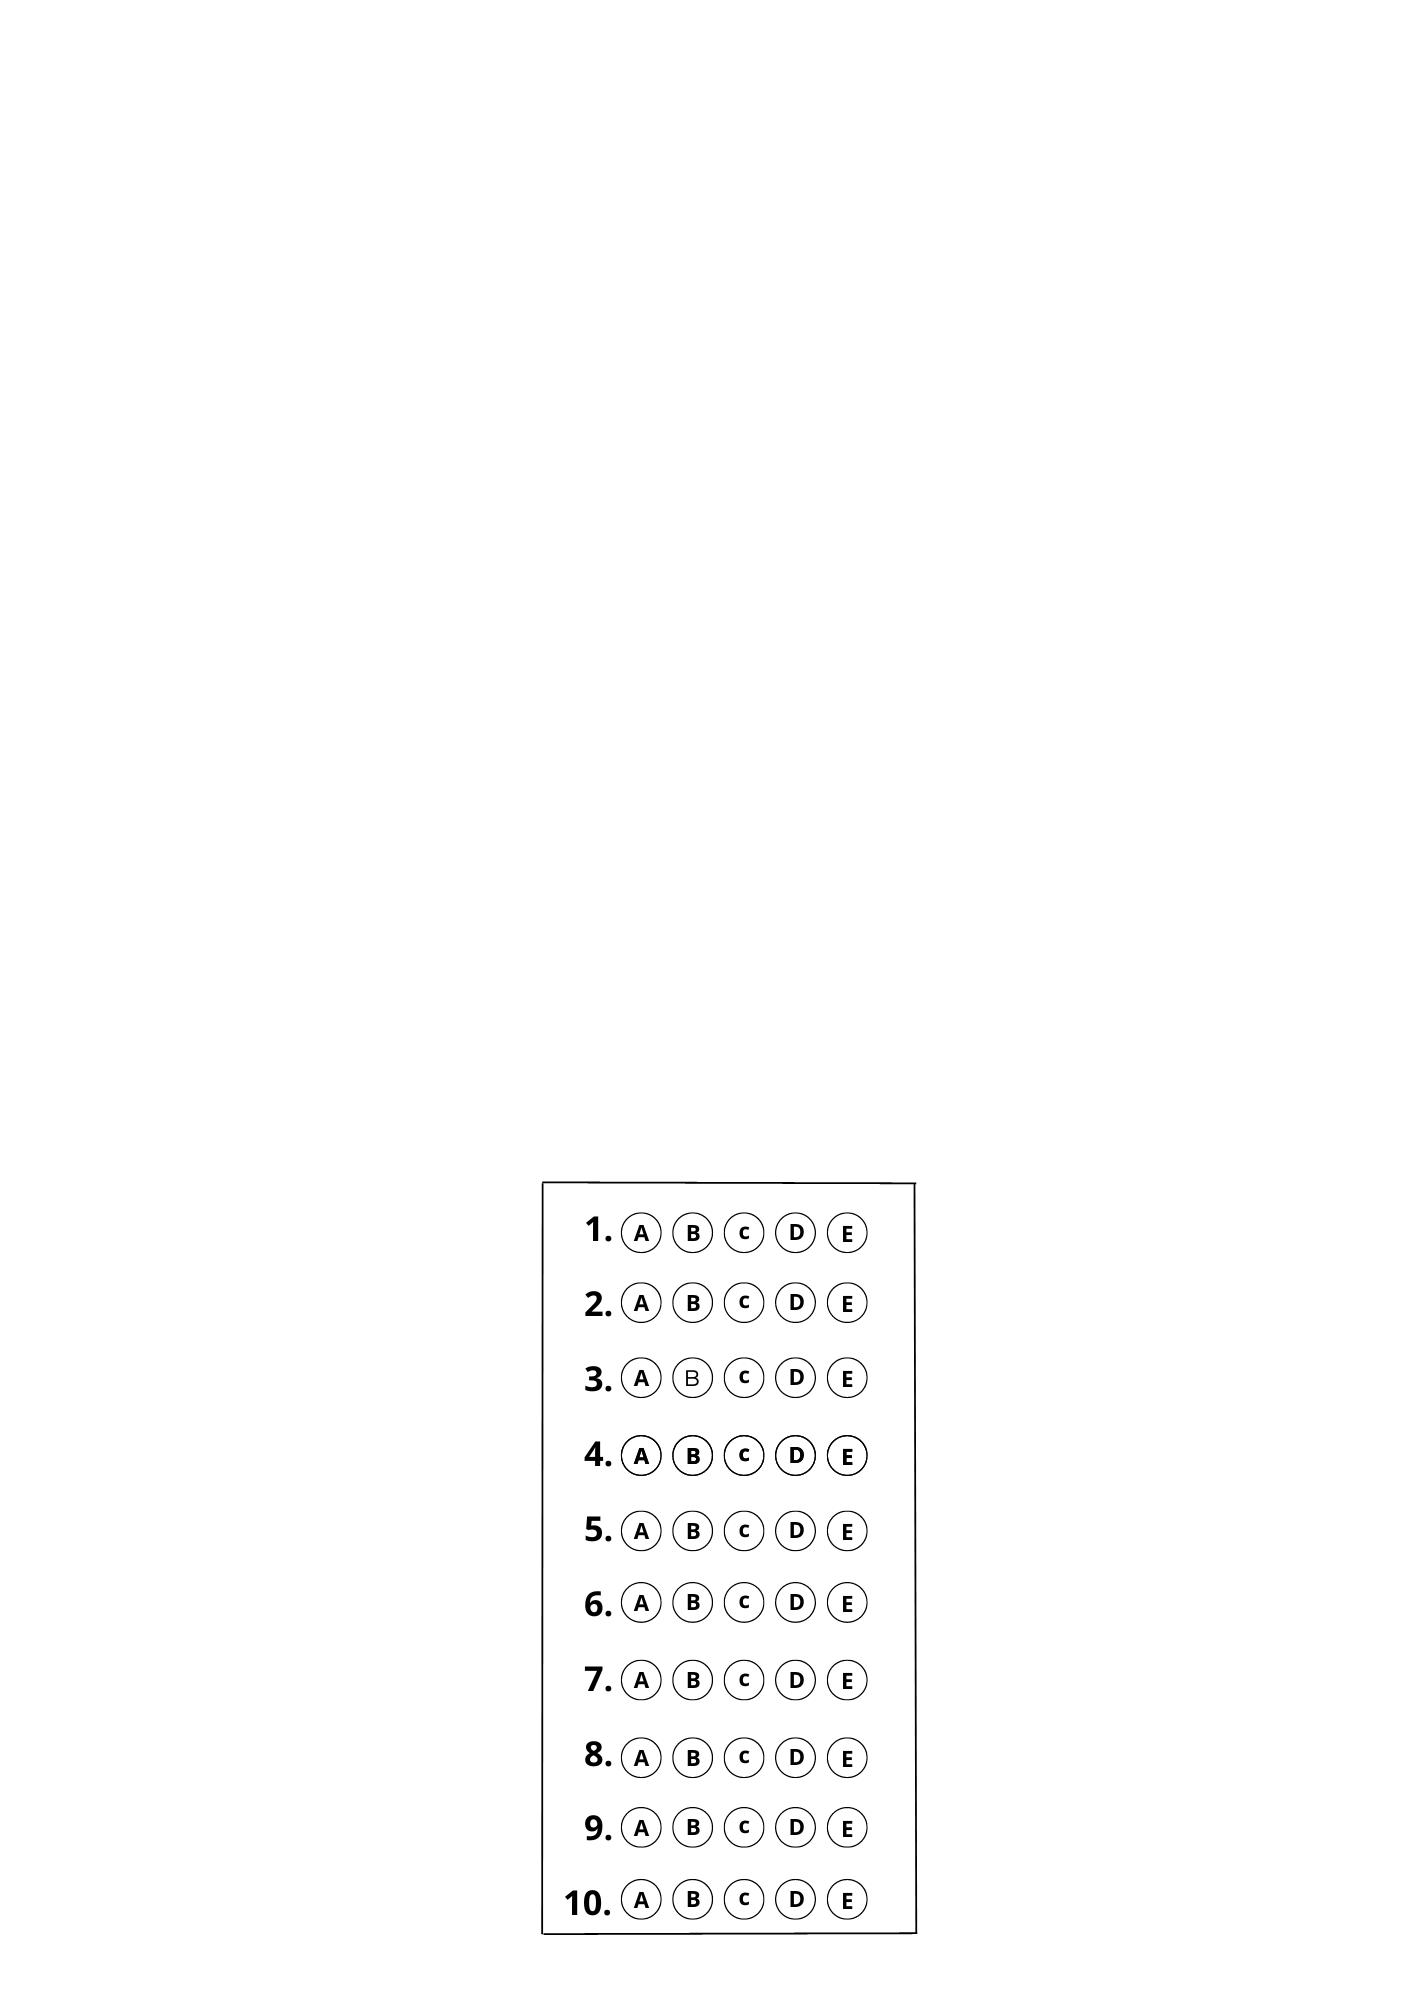 1. A B c D E
2. A B c D E
3. A B c D E
4. A B c D E
5. A B c D E
6. A B c D E
7. A B c D E
8. A B c D E
9. A B c D E
10. A B c D E